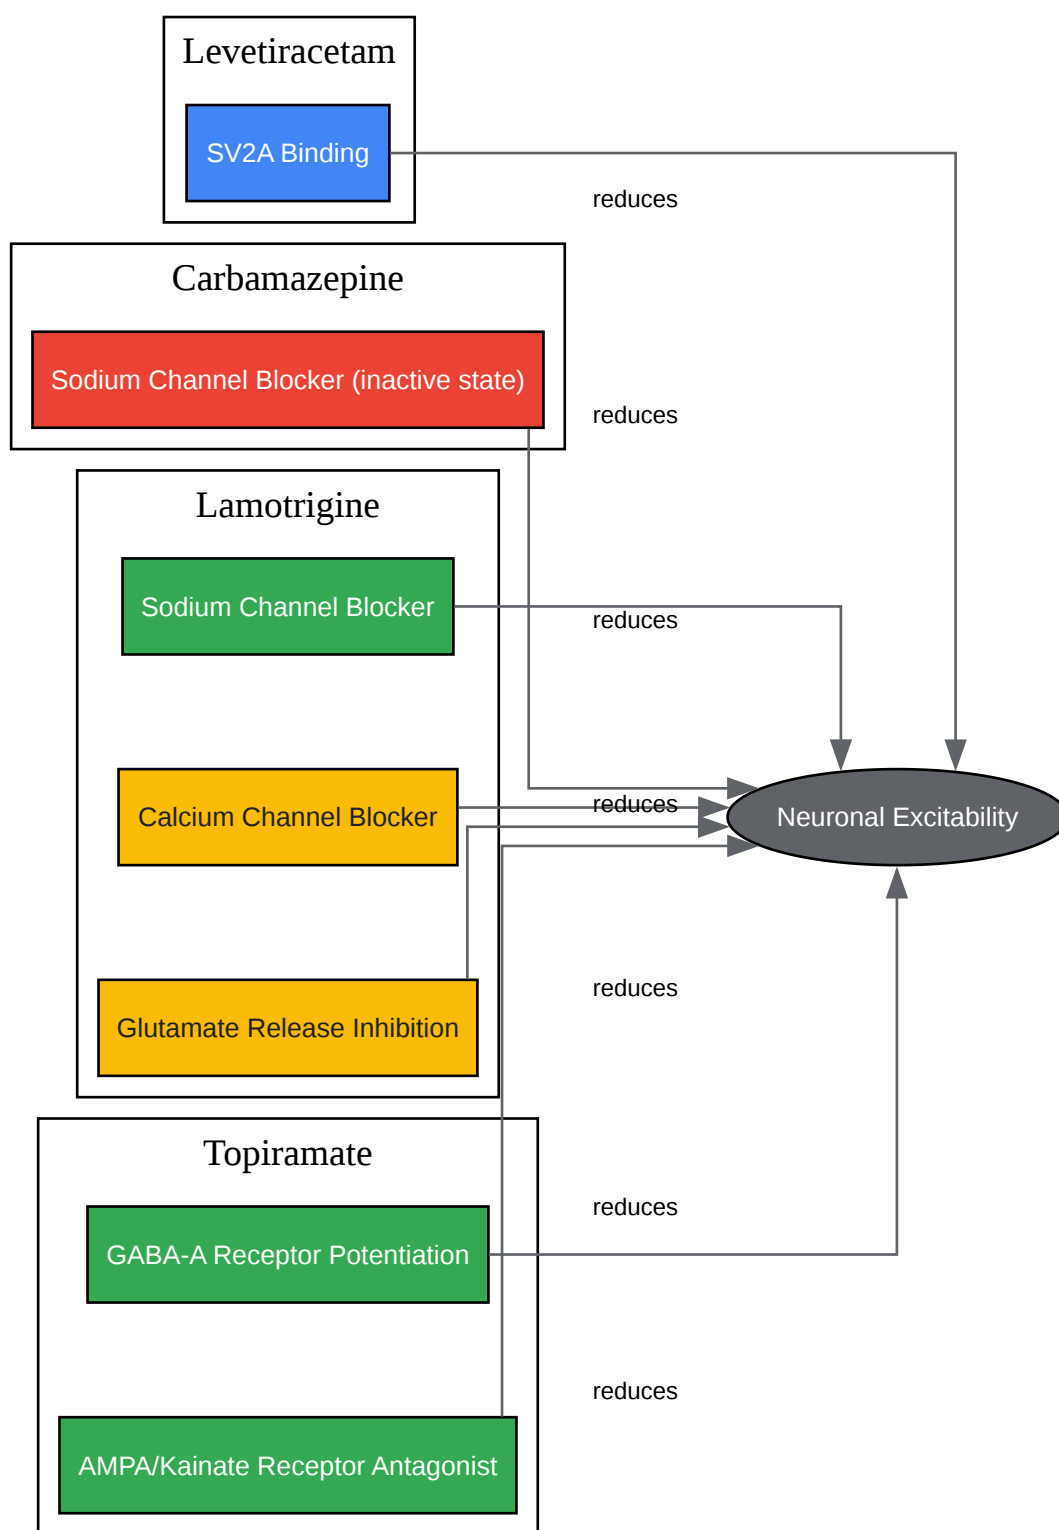 Levetiracetam
SV2A Binding
reduces
Carbamazepine
Sodium Channel Blocker (inactive state)
reduces
Lamotrigine
Sodium Channel Blocker
reduces
Calcium Channel Blocker
reduces
Neuronal Excitability
Glutamate Release Inhibition
reduces
Topiramate
GABA-A Receptor Potentiation
reduces
AMPA/Kainate Receptor Antagonist
reduces